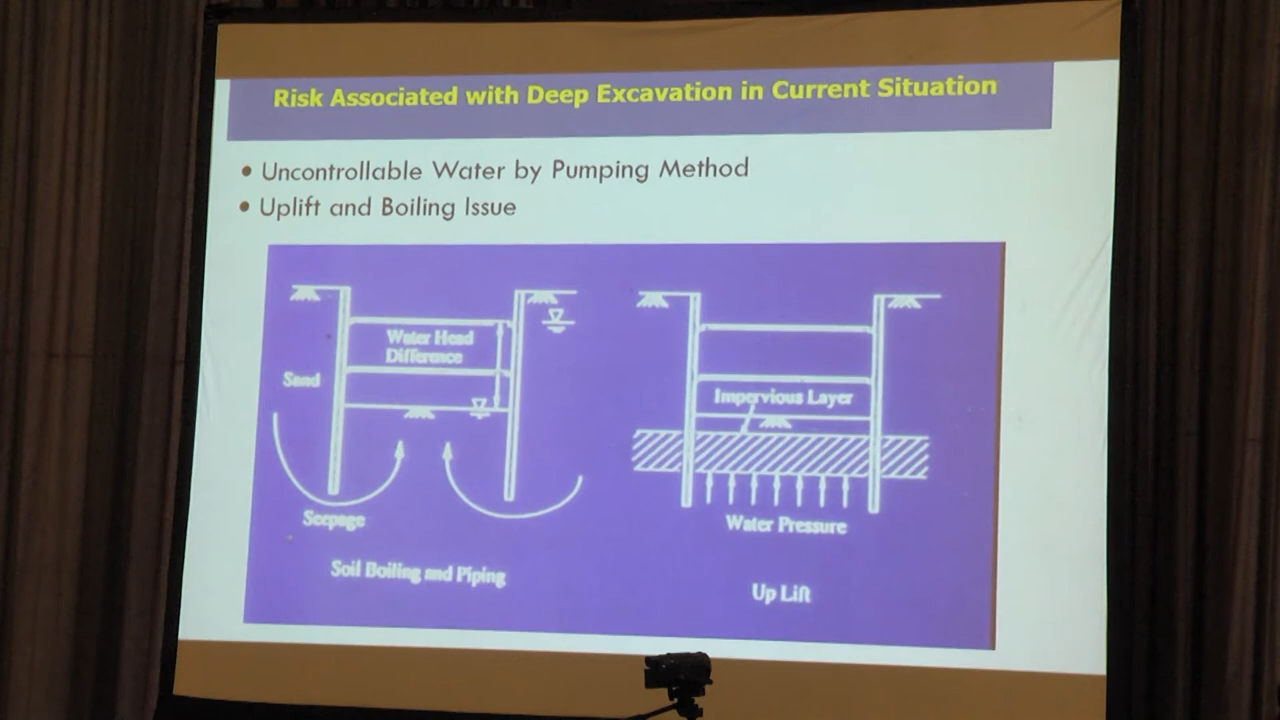 Risk Associated with Deep Excavation in Current Situation
• Uncontrollable Water by Pumping Method
• Uplift and Boiling Issue
Water Head
Difference
Sand
Seepage
Soil Boiling and Piping
Impervious Layer
Water Pressure
Up Lift